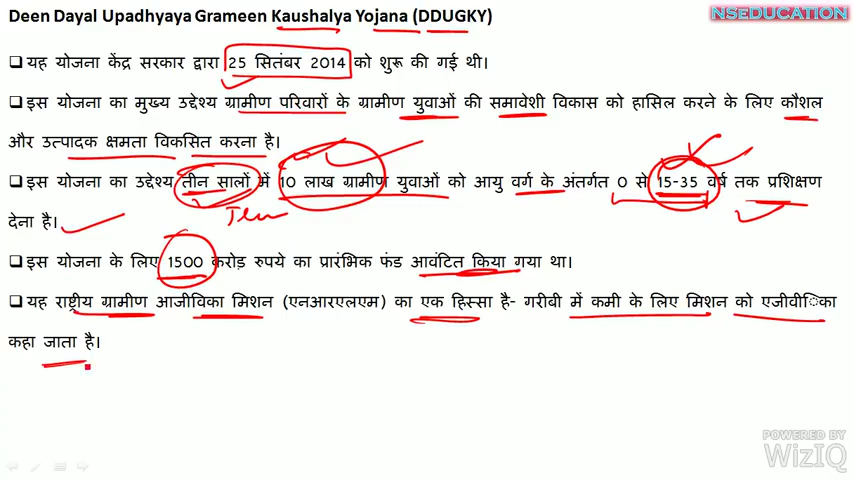 Deen Dayal Upadhyaya Grameen Kaushalya Yojana (DDUGKY)
NSEDUCATION
❑यह योजना केंद्र सरकार द्वारा 25 सितंबर 2014 को शुरू की गई थी।
❑इस योजना का मुख्य उद्देश्य ग्रामीण परिवारों के ग्रामीण युवाओं की समावेशी विकास को हासिल करने के लिए कौशल
और उत्पादक क्षमता विकसित करना है।
❑इस योजना का उद्देश्य तीन सालों में 10 लाख ग्रामीण युवाओं को आयु वर्ग के अंतर्गत 0 से 15-35 वर्ष तक प्रशिक्षण
देना है।
❑इस योजना के लिए 1500 करोड़ रुपये का प्रारंभिक फंड आवंटित किया गया था।
❑यह राष्ट्रीय ग्रामीण आजीविका मिशन (एनआरएलएम) का एक हिस्सा है- गरीबी में कमी के लिए मिशन को एजीवीिका
कहा जाता है।
POWERED BY
WizIQ